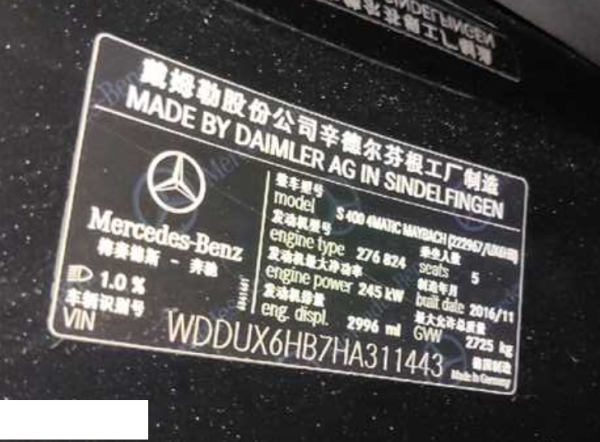 戴姆勒股份公司辛德尔芬根工厂制造
MADE BY DAIMLER AG IN SINDELFINGEN
Mercedes-Benz
梅赛德斯 - 奔驰
1.0 %
整车型号
model S 400 4MATIC MAYBACH (222967/UX6HB)
发动机型号 乘坐人数
engine type 276 824 seats 5
发动机最大净功率 制造年月
engine power 245 kW built date 2016/11
发动机排量 最大允许总质量
eng. displ. 2996 ml GVW 2725 kg
车辆识别号 德国制造
VIN WDDUX6HB7HA311443 Made in Germany